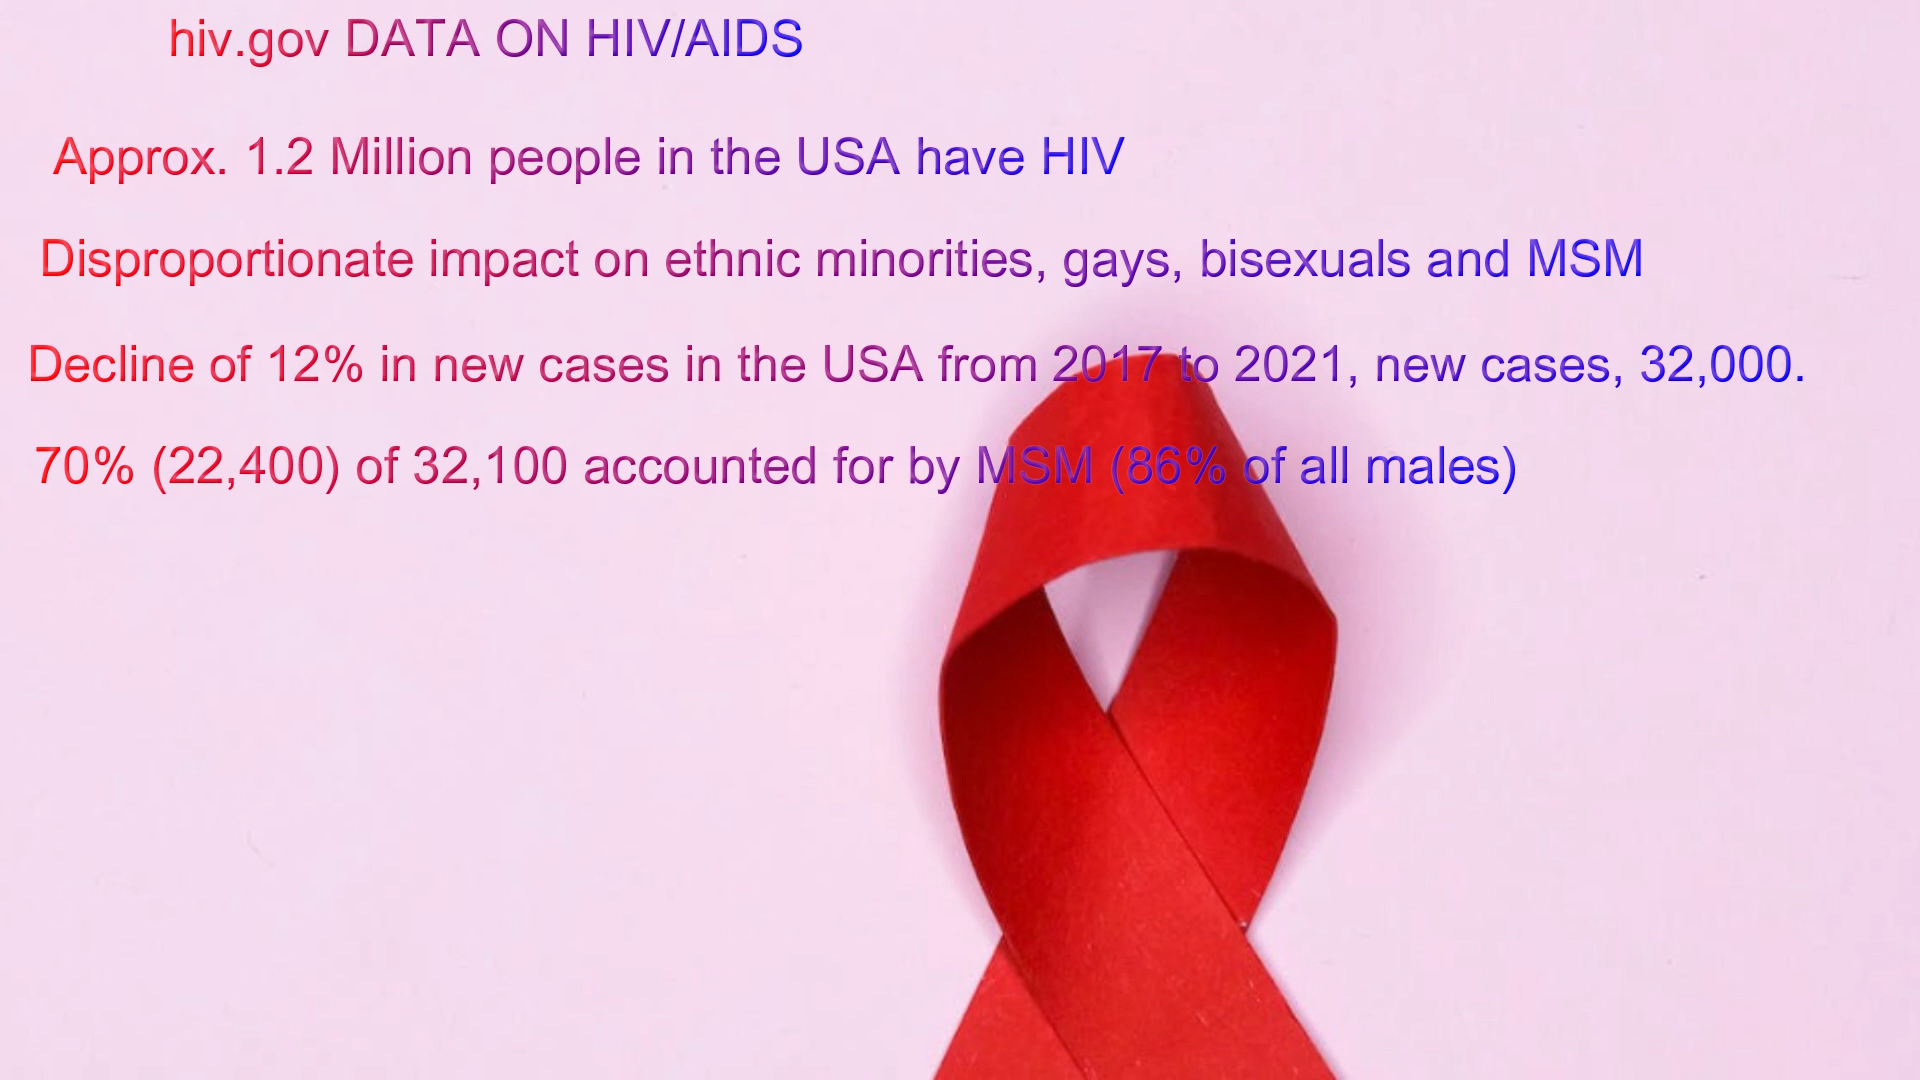 hiv.gov DATA ON HIV/AIDS
Approx. 1.2 Million people in the USA have HIV
Disproportionate impact on ethnic minorities, gays, bisexuals and MSM
Decline of 12% in new cases in the USA from 2017 to 2021, new cases, 32,000.
70% (22,400) of 32,100 accounted for by MSM (86% of all males)